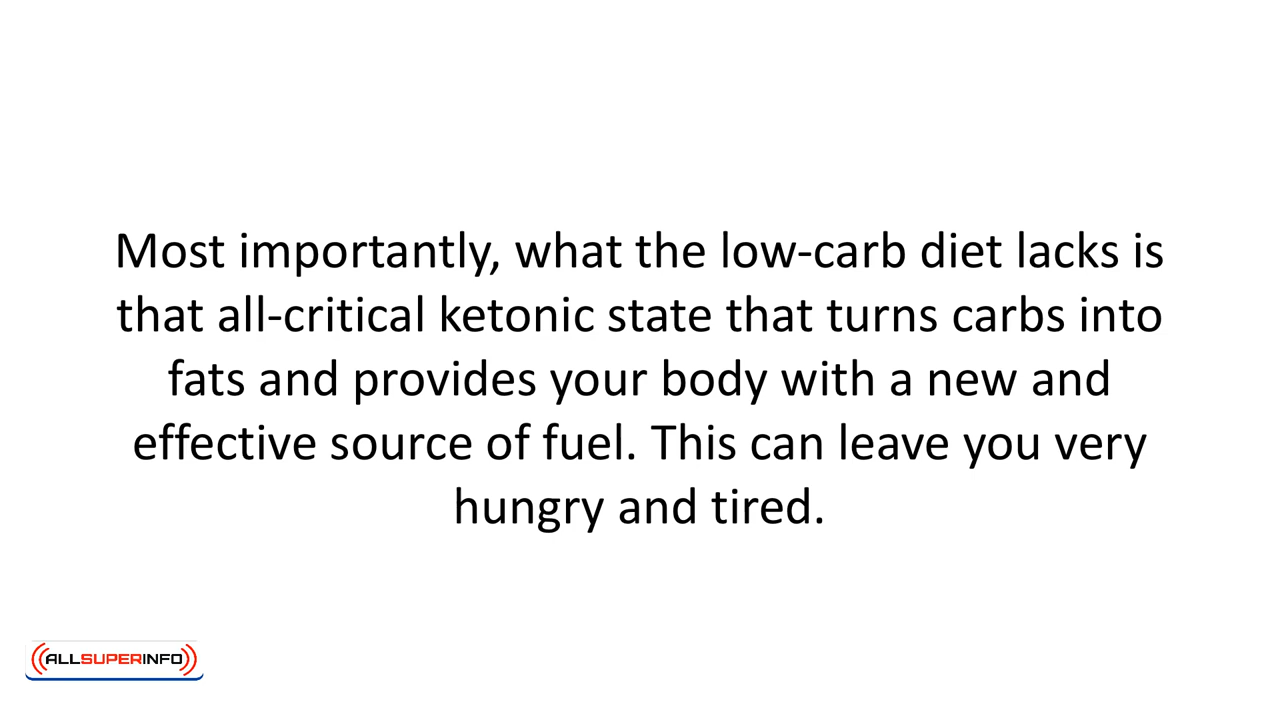 Most importantly, what the low-carb diet lacks is
that all-critical ketonic state that turns carbs into
fats and provides your body with a new and
effective source of fuel. This can leave you very
hungry and tired.
ALLSUPERINFO